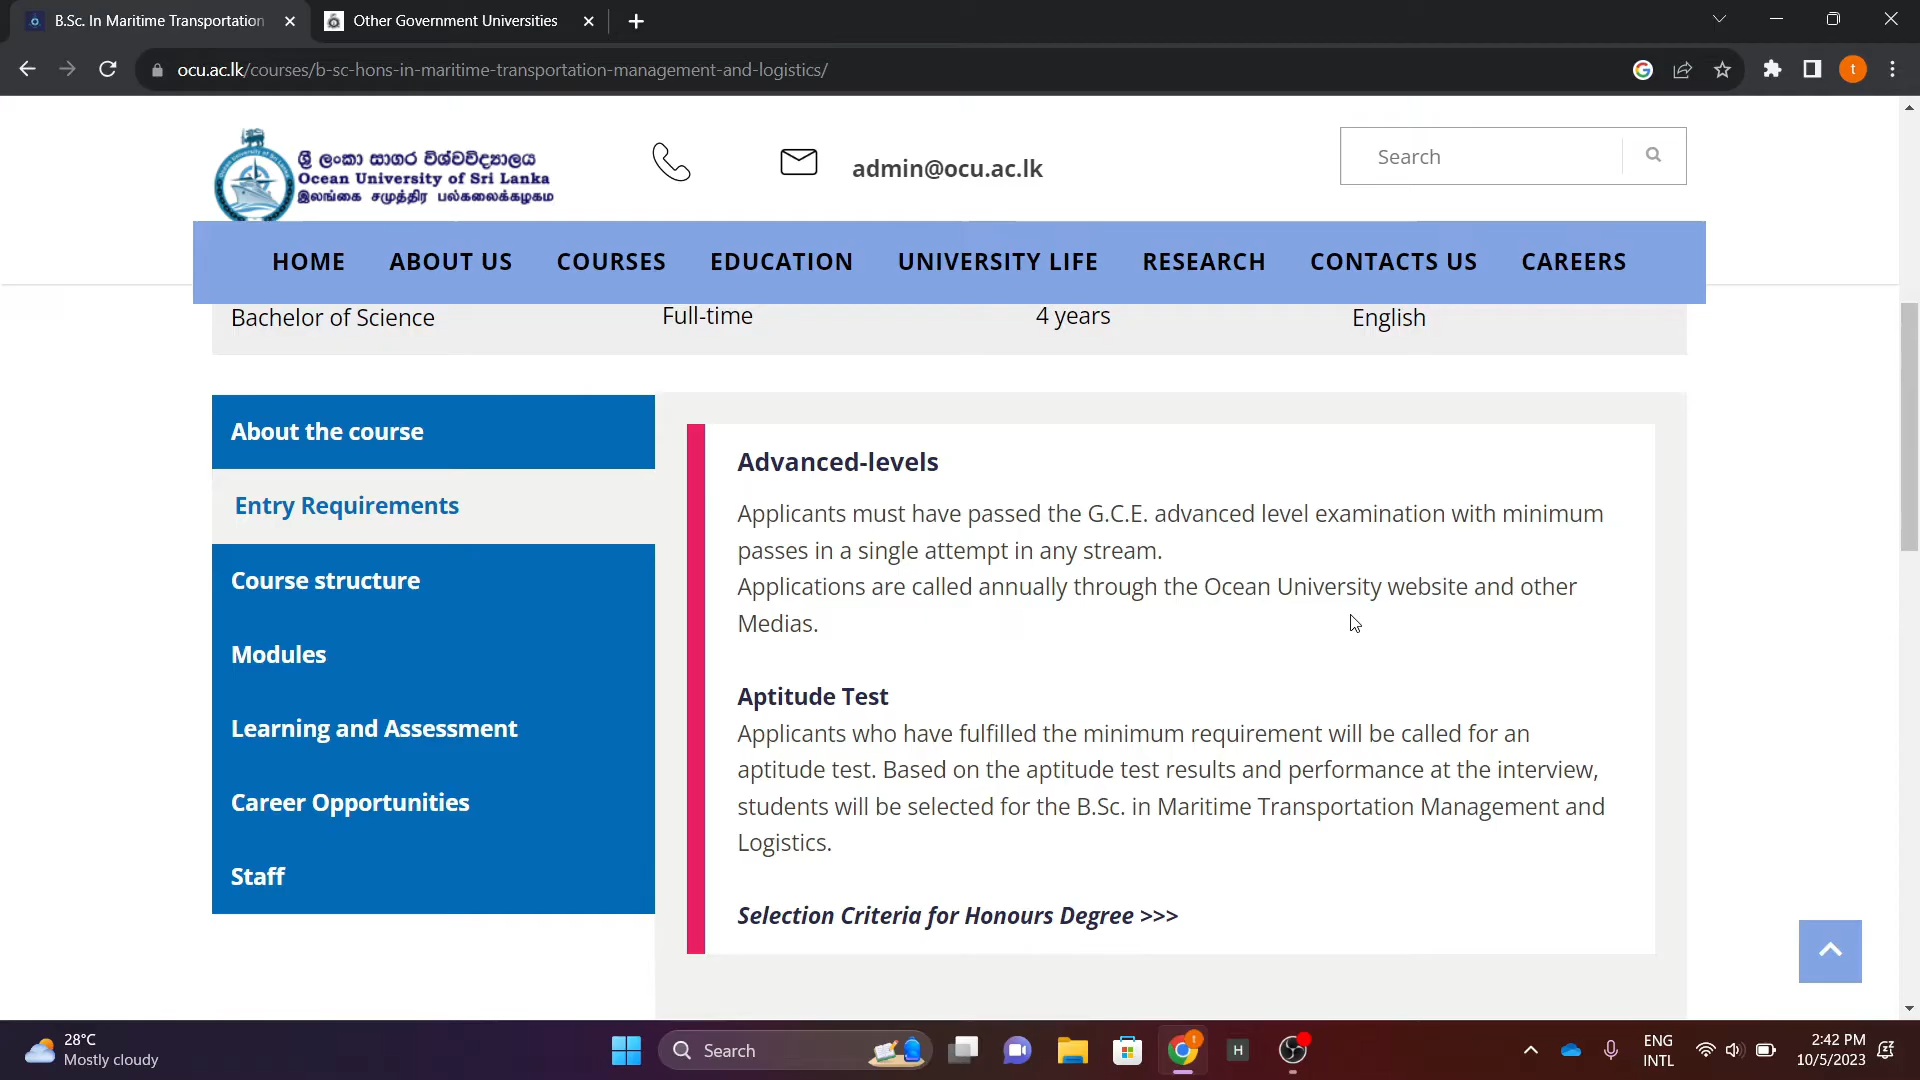 B.Sc. In Maritime Transportation
Other Government Universities
ocu.ac.lk/courses/b-sc-hons-in-maritime-transportation-management-and-logistics/
t
ශ්‍රී ලංකා සාගර විශ්වවිද්‍යාලය
Ocean University of Sri Lanka
இலங்கை சமுத்திர பல்கலைக்கழகம்
admin@ocu.ac.lk
Search
HOME ABOUT US COURSES EDUCATION UNIVERSITY LIFE RESEARCH CONTACTS US CAREERS
Bachelor of Science Full-time 4 years English
About the course
Entry Requirements
Course structure
Modules
Learning and Assessment
Career Opportunities
Staff
Advanced-levels
Applicants must have passed the G.C.E. advanced level examination with minimum
passes in a single attempt in any stream.
Applications are called annually through the Ocean University website and other
Medias.
Aptitude Test
Applicants who have fulfilled the minimum requirement will be called for an
aptitude test. Based on the aptitude test results and performance at the interview,
students will be selected for the B.Sc. in Maritime Transportation Management and
Logistics.
Selection Criteria for Honours Degree >>>
28°C
Mostly cloudy
Search
t
H
ENG
INTL
2:42 PM
10/5/2023